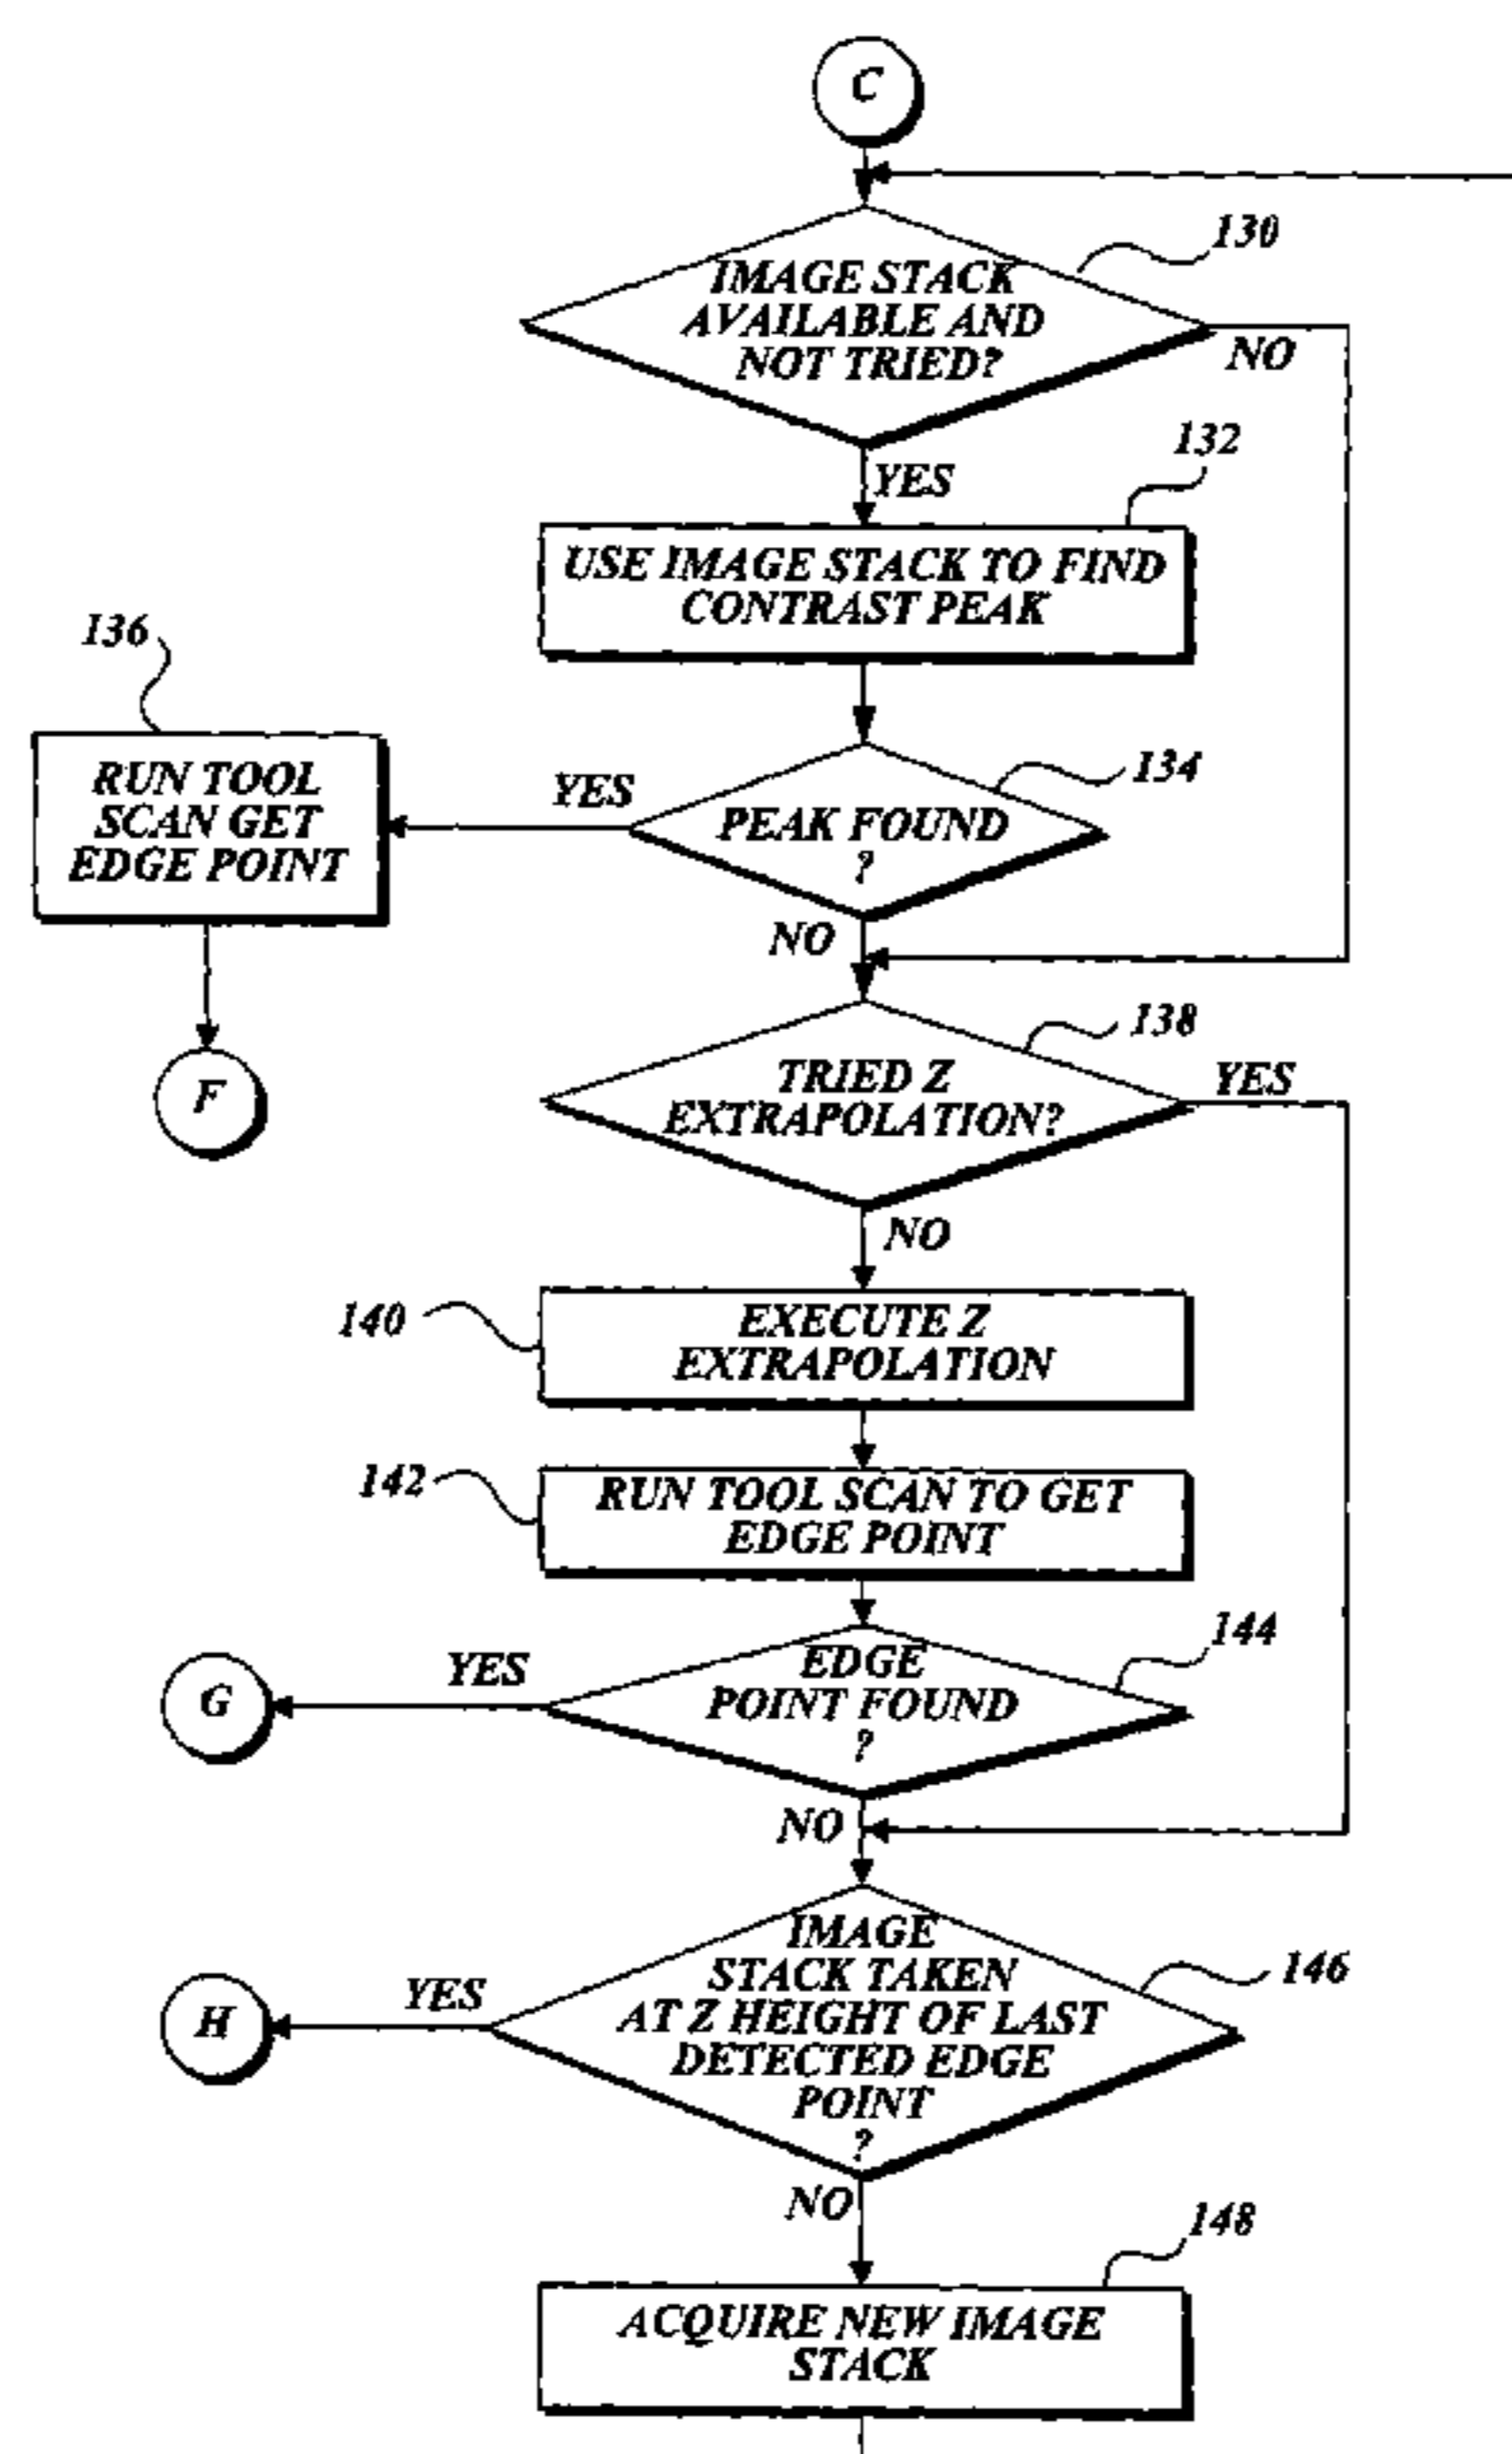 C
130
IMAGE STACK
AVAILABLE AND
NOT TRIED?
NO
YES
132
USE IMAGE STACK TO FIND
CONTRAST PEAK
136
RUN TOOL
SCAN GET
EDGE POINT
YES
134
PEAK FOUND
?
NO
F
138
TRIED Z
EXTRAPOLATION?
YES
NO
140
EXECUTE Z
EXTRAPOLATION
142
RUN TOOL SCAN TO GET
EDGE POINT
144
EDGE
POINT FOUND
?
YES
G
NO
146
IMAGE
STACK TAKEN
AT Z HEIGHT OF LAST
DETECTED EDGE
POINT
?
YES
H
NO
148
ACQUIRE NEW IMAGE
STACK